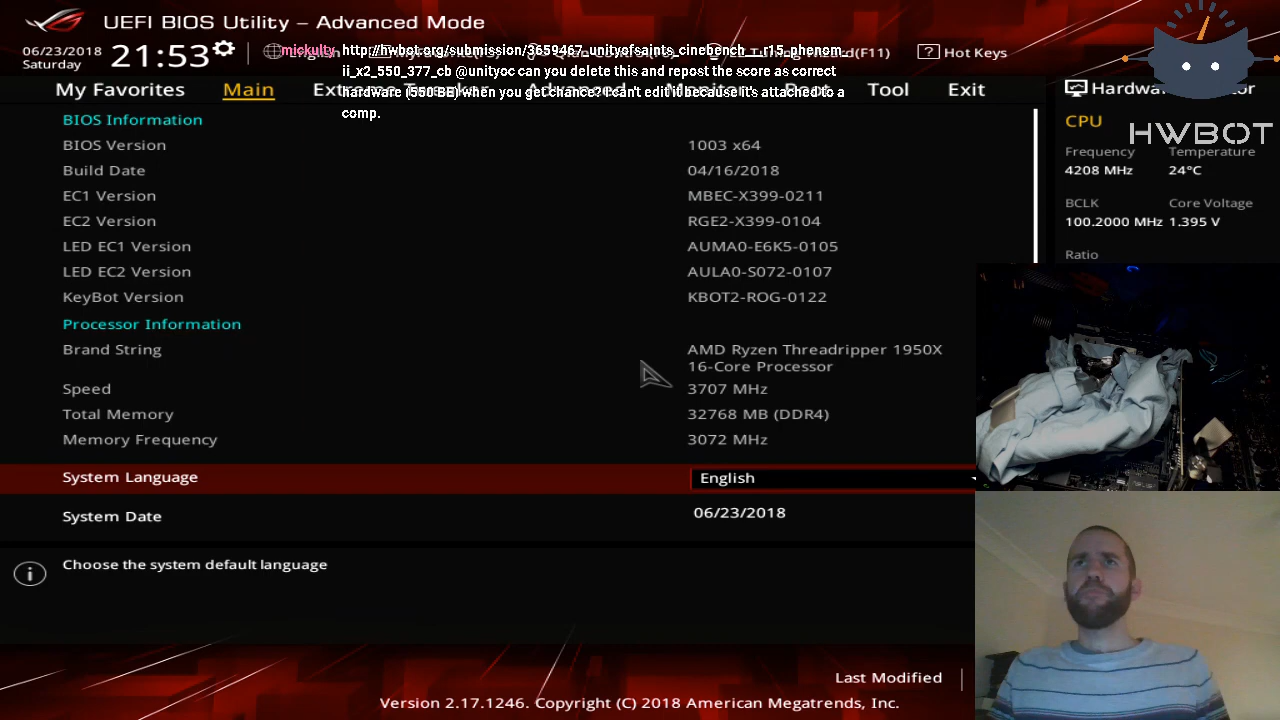 UEFI BIOS Utility – Advanced Mode
06/23/2018
Saturday
21:53
English
mickulty
http://hwbot.org/submission/3659467_unityofsaints_cinebench___r15_phenom_
ii_x2_550_377_cb @unityoc can you delete this and repost the score as correct
hardware (550 BE) when you get chance? I can't edit it because it's attached to a
comp.
(F11)
? Hot Keys
My Favorites
Main
Tool
Exit
BIOS Information
BIOS Version 1003 x64
Build Date 04/16/2018
EC1 Version MBEC-X399-0211
EC2 Version RGE2-X399-0104
LED EC1 Version AUMA0-E6K5-0105
LED EC2 Version AULA0-S072-0107
KeyBot Version KBOT2-ROG-0122
Processor Information
Brand String AMD Ryzen Threadripper 1950X
16-Core Processor
Speed 3707 MHz
Total Memory 32768 MB (DDR4)
Memory Frequency 3072 MHz
System Language English
System Date 06/23/2018
Choose the system default language
HWBOT
CPU
Frequency Temperature
4208 MHz 24°C
BCLK Core Voltage
100.2000 MHz 1.395 V
Ratio
Last Modified
Version 2.17.1246. Copyright (C) 2018 American Megatrends, Inc.